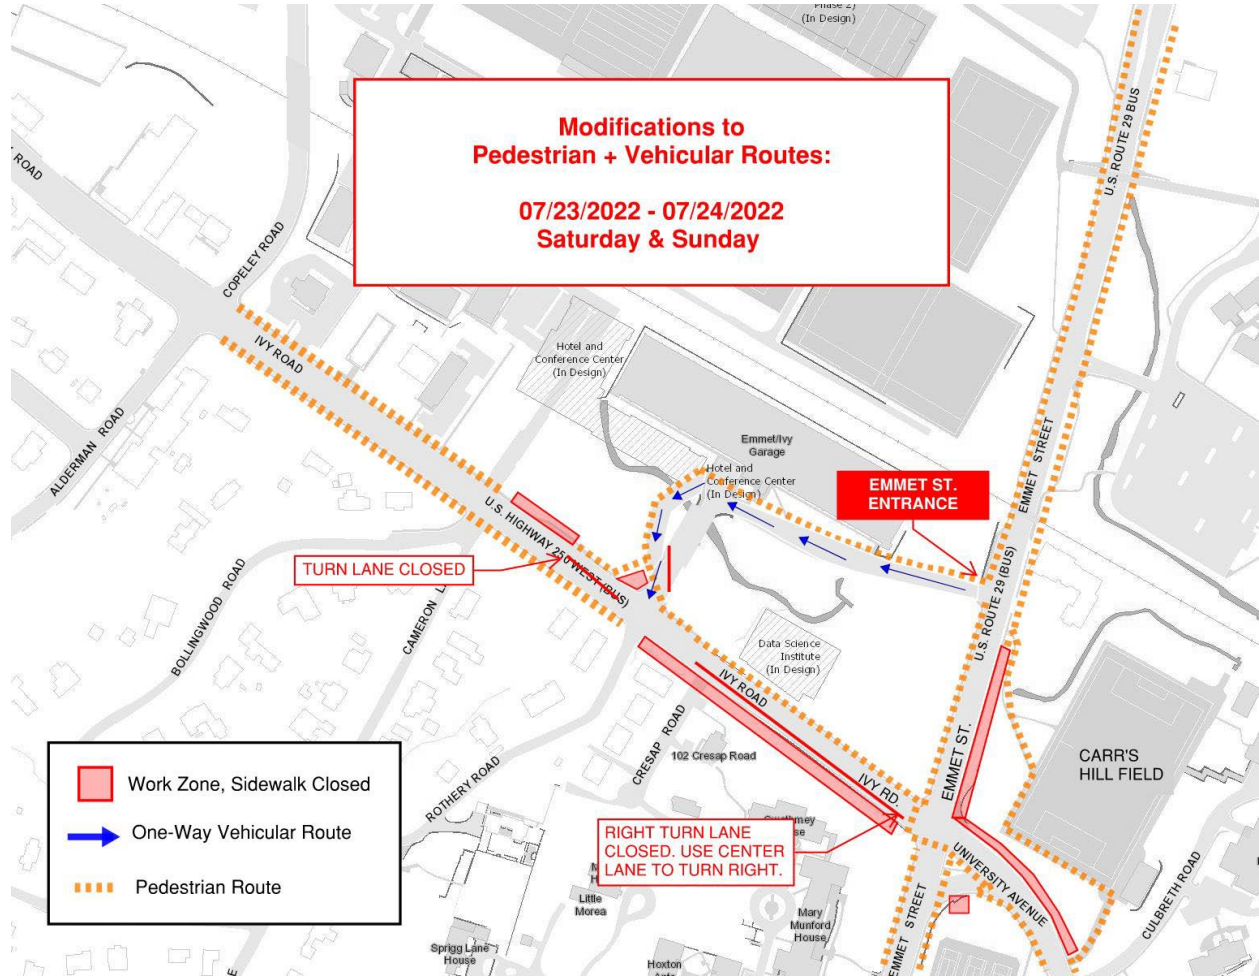 Phase 2)
(In Design)
Modifications to
Pedestrian + Vehicular Routes:
07/23/2022 - 07/24/2022
Saturday & Sunday
ROAD
COPELEY ROAD
U.S. ROUTE 29 BUS
IVY ROAD
Hotel and
Conference Center
(In Design)
ALDERMAN ROAD
Emmet/Ivy
Garage
EMMET STREET
Hotel and
Conference Center
(In Design)
EMMET ST.
ENTRANCE
U.S. HIGHWAY 250 WEST (BUS)
TURN LANE CLOSED
U.S. ROUTE 29 (BUS)
BOLLINGWOOD ROAD
CAMERON L
Data Science
Institute
(In Design)
IVY ROAD
CRESAP ROAD
102 Cresap Road
EMMET ST.
CARR'S
HILL FIELD
ROTHERY ROAD
IVY RD.
Work Zone, Sidewalk Closed
One-Way Vehicular Route
Pedestrian Route
RIGHT TURN LANE
CLOSED. USE CENTER
LANE TO TURN RIGHT.
UNIVERSITY AVENUE
CULBRETH ROAD
Little
Morea
Mary
Munford
House
EMMET STREET
Sprigg Lane
House
Hoxton